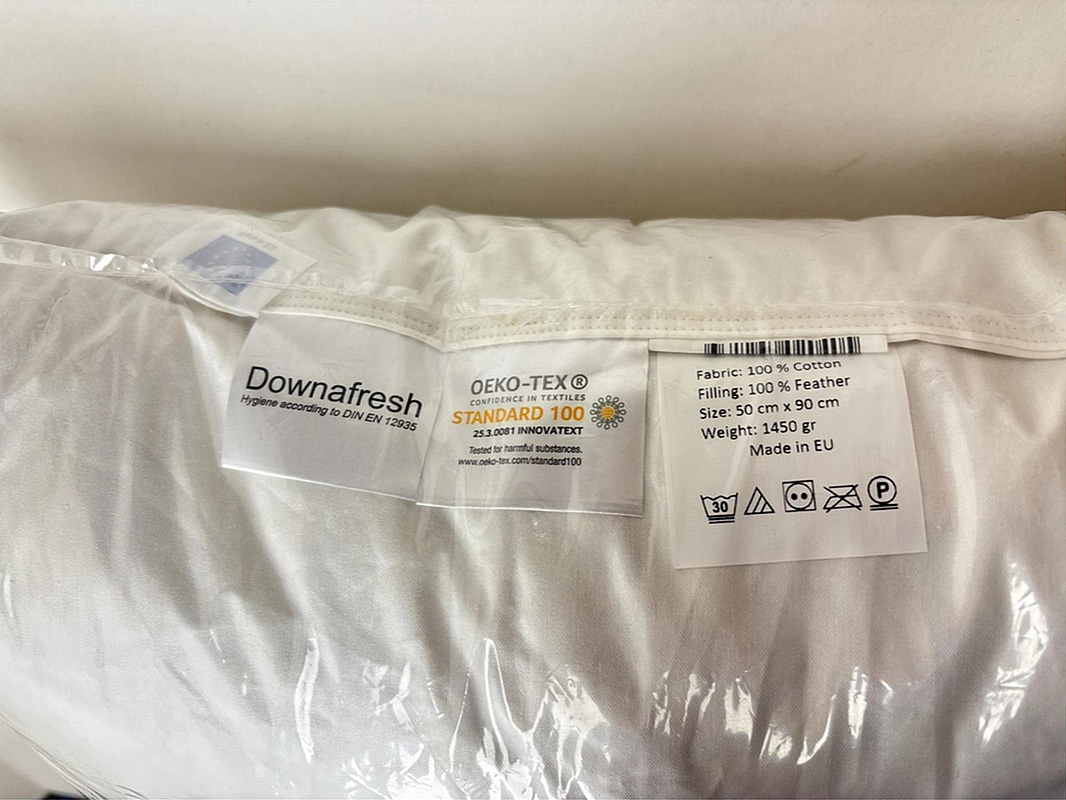 Downafresh
Hygiene according to DIN EN 12935
OEKO-TEX®
CONFIDENCE IN TEXTILES
STANDARD 100
25.3.0081 INNOVATEXT
Tested for harmful substances.
www.oeko-tex.com/standard100
Fabric: 100 % Cotton
Filling: 100 % Feather
Size: 50 cm x 90 cm
Weight: 1450 gr
Made in EU
30
P